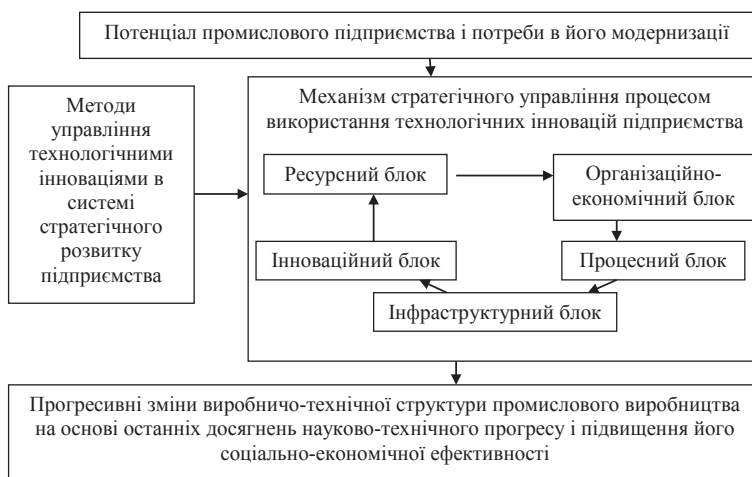 Потенціал промислового підприємства і потреби в його модернизації
Методи
управління
технологічними
інноваціями в
системі
стратегічного
розвитку
підприємства
Механізм стратегічного управління процесом
використання технологічних інновацій підприємства
Ресурсний блок
Організаційно-
економічний блок
Інноваційний блок
Процесний блок
Інфраструктурний блок
Прогресивні зміни виробничо-технічної структури промислового виробництва
на основі останніх досягнень науково-технічного прогресу і підвищення його
соціально-економічної ефективності